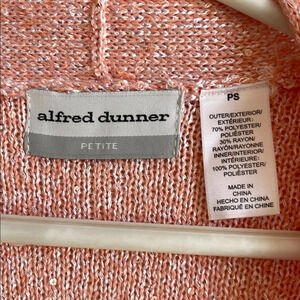 alfred dunner
PETITE
PS
OUTER/EXTERIOR/
EXTÉRIEUR:
70% POLYESTER/
POLIÉSTER
30% RAYON/
RAYÓN/RAYONNE
INNER/INTERIOR/
INTÉRIEURE:
100% POLYESTER/
POLIÉSTER
MADE IN
CHINA
HECHO EN CHINA
FABRIQUÉ EN CHINE